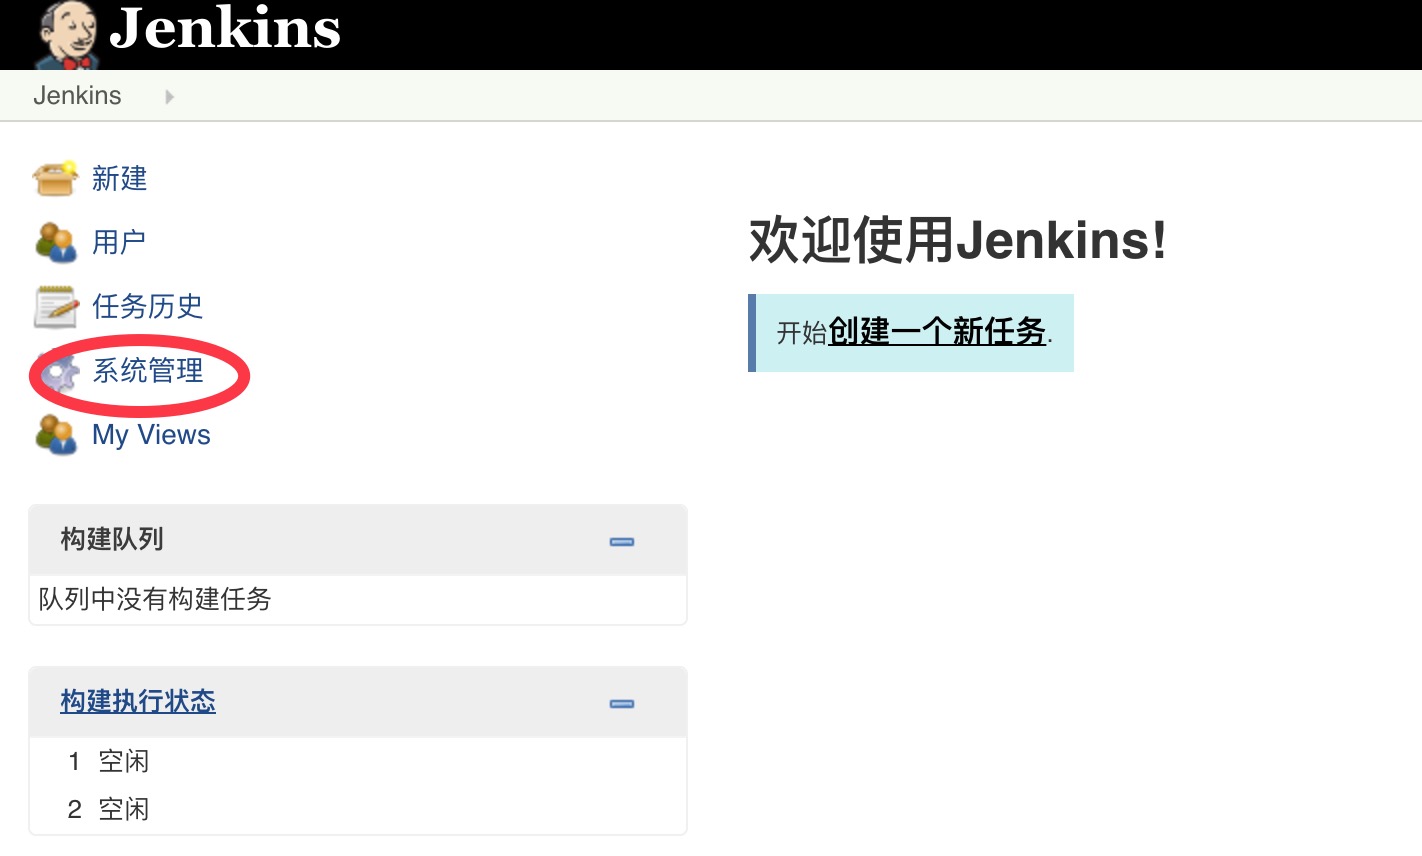 Jenkins
Jenkins
新建
用户
任务历史
系统管理
My Views
欢迎使用Jenkins!
开始创建一个新任务.
构建队列
队列中没有构建任务
构建执行状态
1 空闲
2 空闲